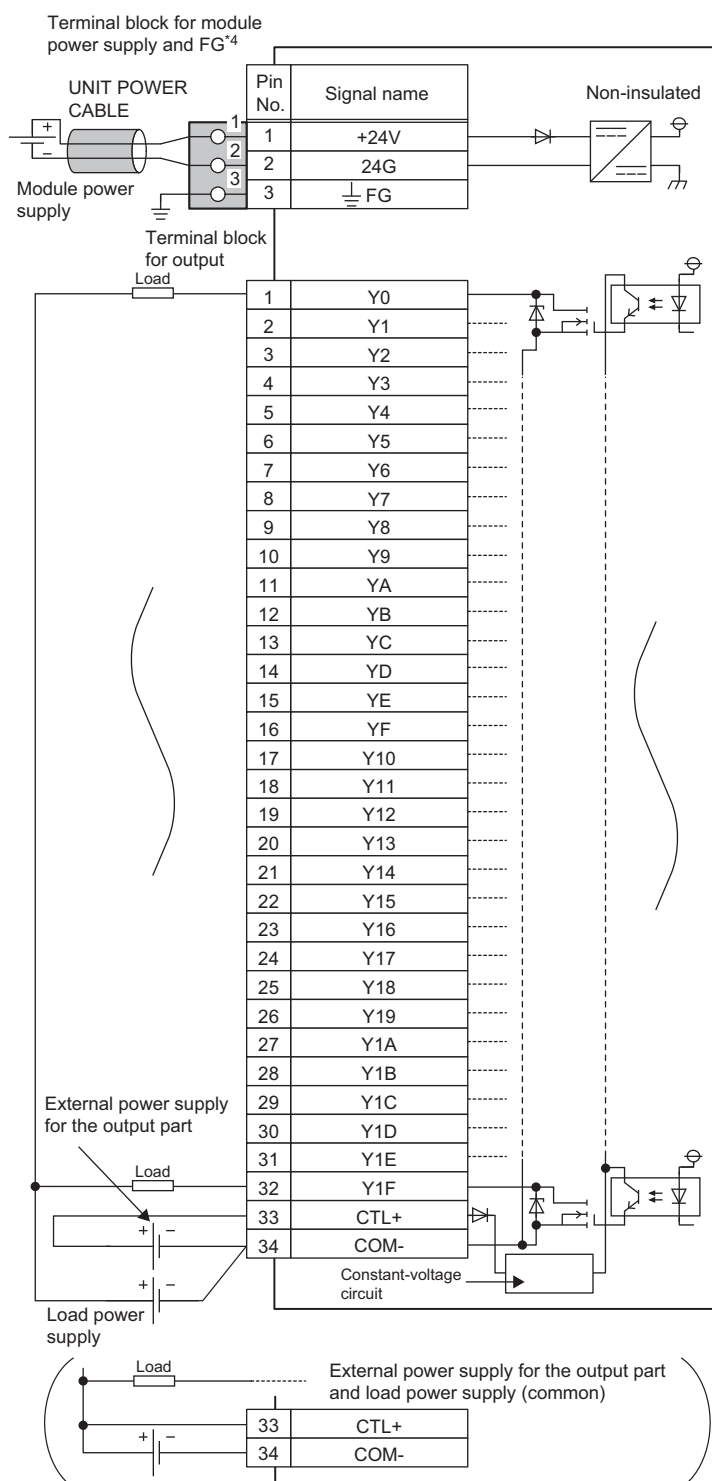 Terminal block for module
power supply and FG*4
UNIT POWER
CABLE
+
−
Module power
supply
1
2
3
Pin
No.
Signal name
1 +24V
2 24G
3 FG
Non-insulated
Terminal block
for output
Load
1 Y0
2 Y1
3 Y2
4 Y3
5 Y4
6 Y5
7 Y6
8 Y7
9 Y8
10 Y9
11 YA
12 YB
13 YC
14 YD
15 YE
16 YF
17 Y10
18 Y11
19 Y12
20 Y13
21 Y14
22 Y15
23 Y16
24 Y17
25 Y18
26 Y19
27 Y1A
28 Y1B
29 Y1C
30 Y1D
31 Y1E
32 Y1F
33 CTL+
34 COM-
External power supply
for the output part
Load
+ −
+ −
Load power
supply
Constant-voltage
circuit
Load
External power supply for the output part
and load power supply (common)
+ −
33 CTL+
34 COM-